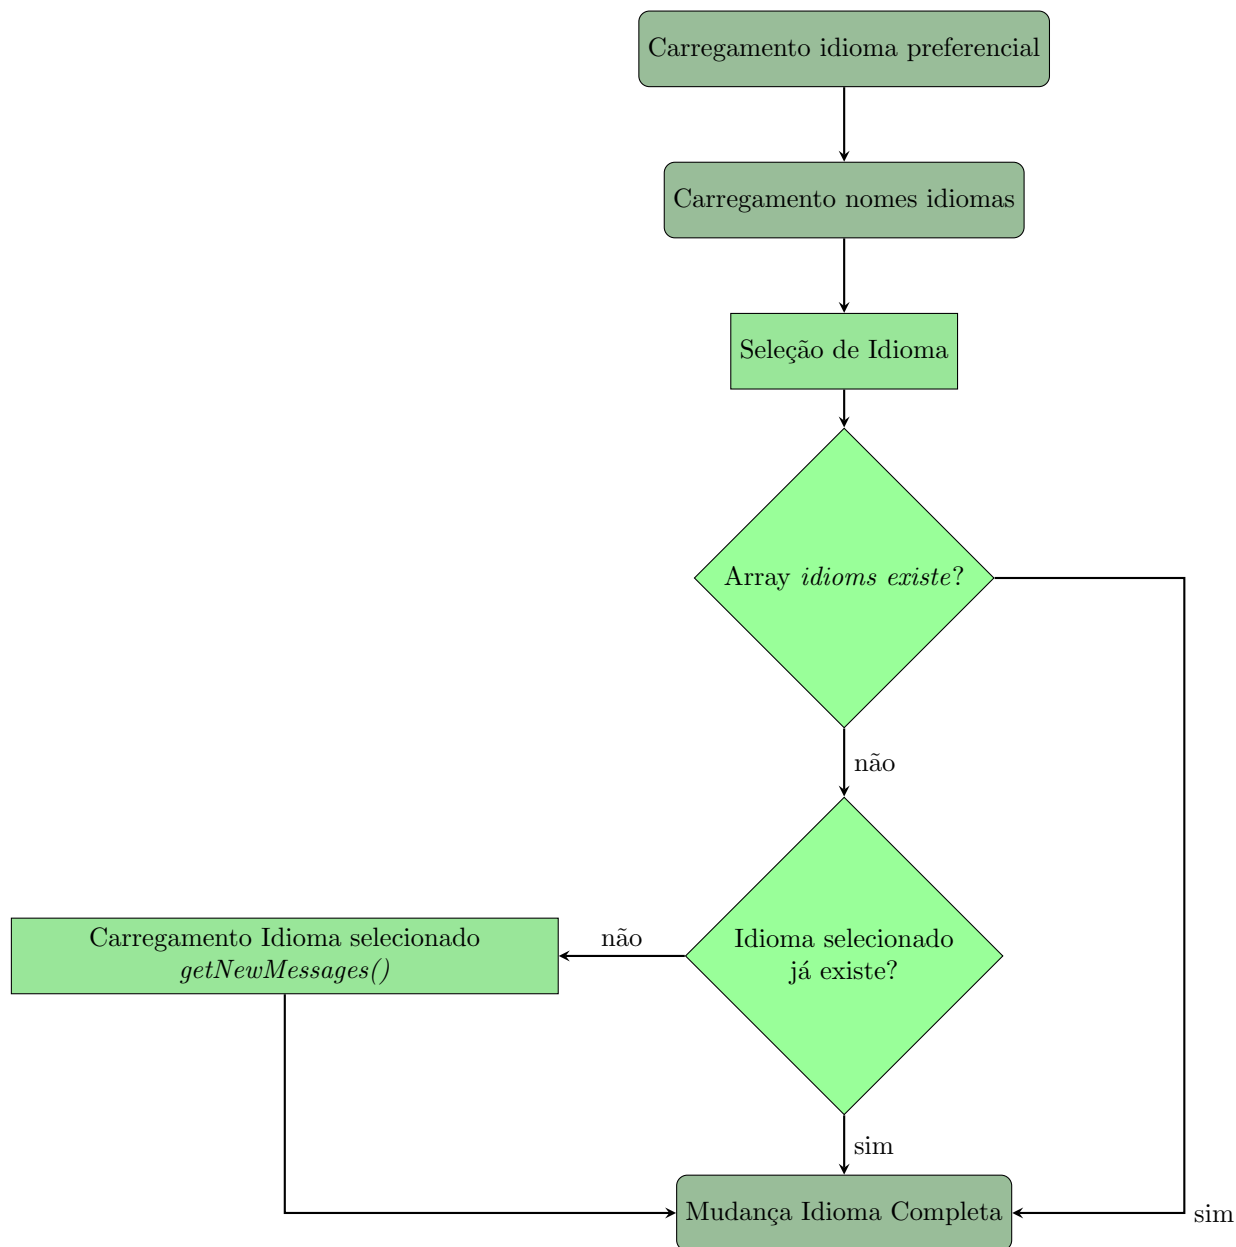 Carregamento idioma preferencial
Carregamento nomes idiomas
Seleção de Idioma
Array idioms existe?
não
Idioma selecionado
já existe?
não
Carregamento Idioma selecionado
getNewMessages()
sim
Mudança Idioma Completa
sim